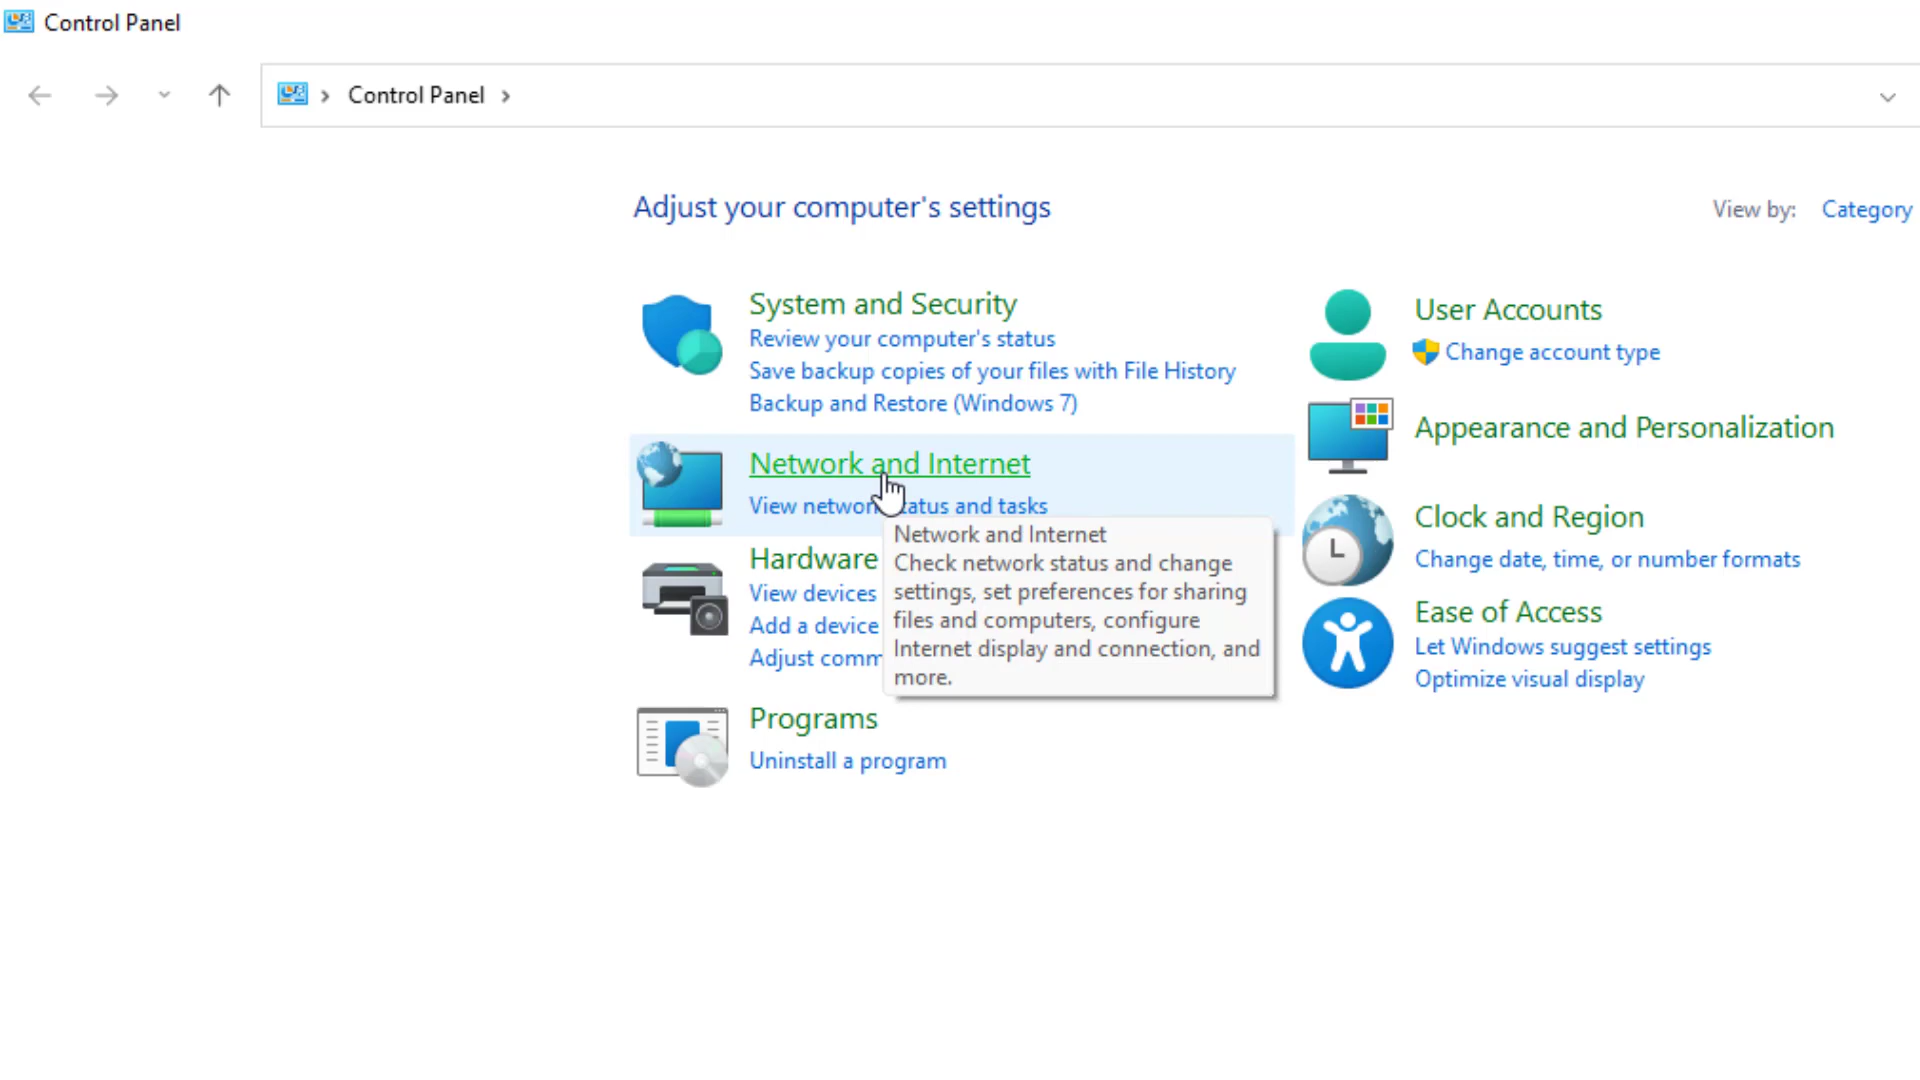 Control Panel
Control Panel
Adjust your computer's settings
View by: Category
System and Security
Review your computer's status
Save backup copies of your files with File History
Backup and Restore (Windows 7)
Network and Internet
View network status and tasks
Network and Internet
Check network status and change
settings, set preferences for sharing
files and computers, configure
Internet display and connection, and
more.
Hardware
View devices
Add a device
Adjust
Programs
Uninstall a program
User Accounts
Change account type
Appearance and Personalization
Clock and Region
Change date, time, or number formats
Ease of Access
Let Windows suggest settings
Optimize visual display